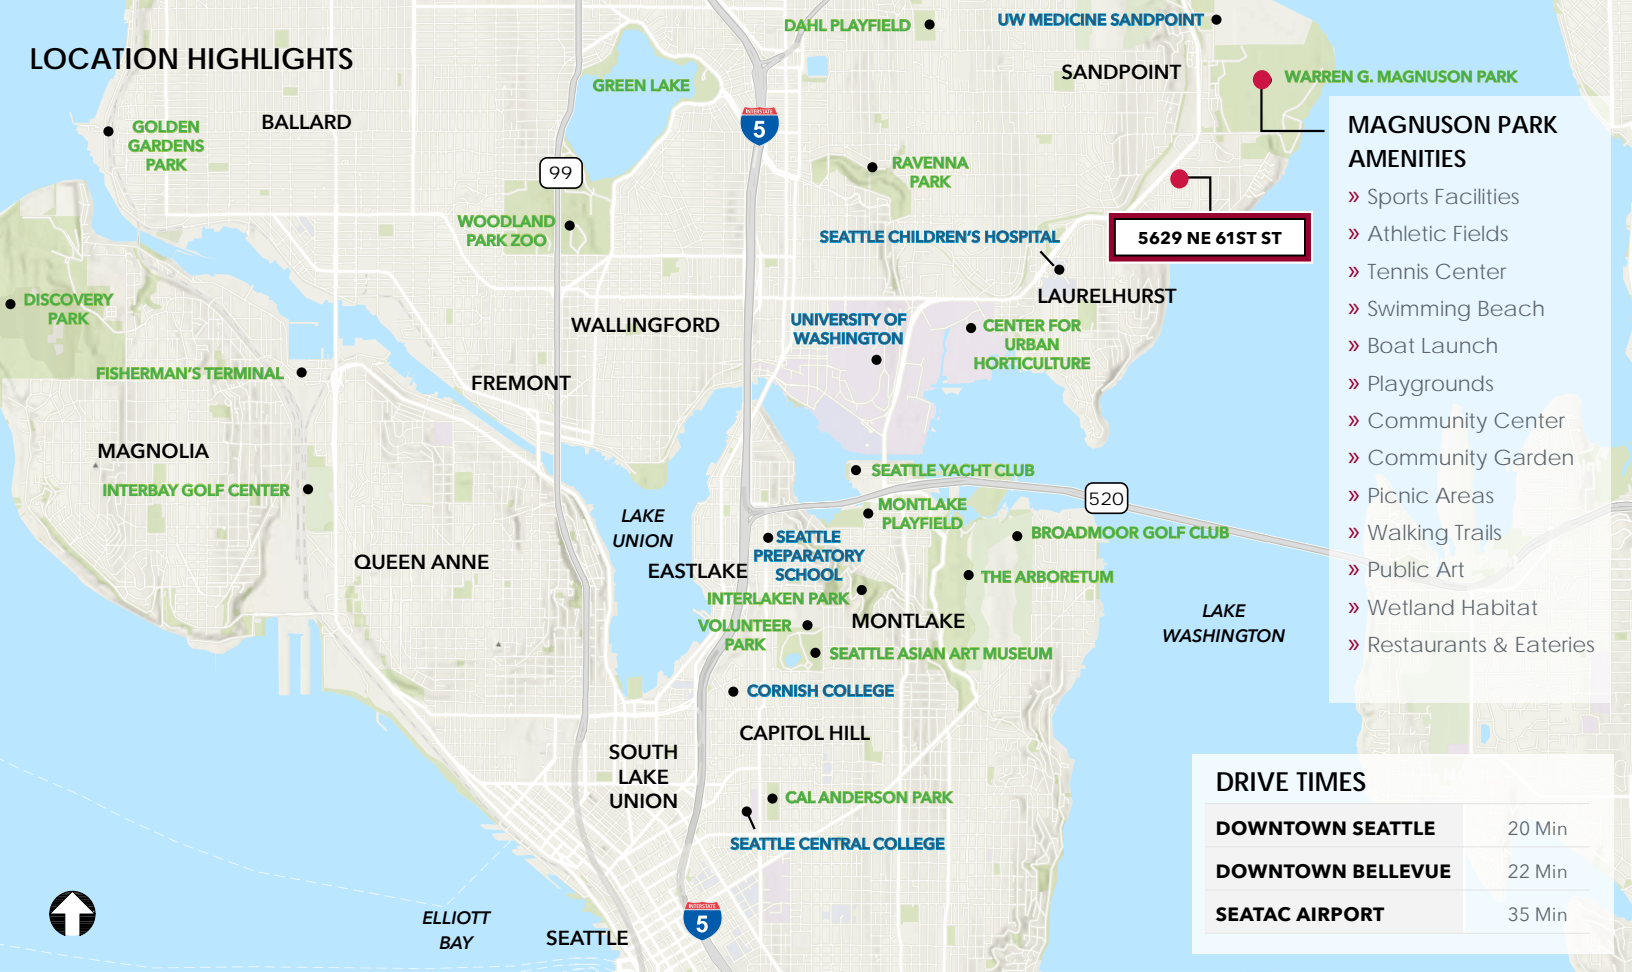 LOCATION HIGHLIGHTS
DAHL PLAYFIELD
UW MEDICINE SANDPOINT
SANDPOINT
WARREN G. MAGNUSON PARK
GREEN LAKE
BALLARD
GOLDEN
GARDENS
PARK
INTERSTATE
5
99
RAVENNA
PARK
WOODLAND
PARK ZOO
SEATTLE CHILDREN'S HOSPITAL
5629 NE 61ST ST
LAURELHURST
DISCOVERY
PARK
WALLINGFORD
UNIVERSITY OF
WASHINGTON
CENTER FOR
URBAN
HORTICULTURE
FISHERMAN'S TERMINAL
FREMONT
MAGNOLIA
INTERBAY GOLF CENTER
SEATTLE YACHT CLUB
520
MONTLAKE
PLAYFIELD
LAKE
UNION
BROADMOOR GOLF CLUB
SEATTLE
PREPARATORY
SCHOOL
QUEEN ANNE
EASTLAKE
THE ARBORETUM
INTERLAKEN PARK
MONTLAKE
VOLUNTEER
PARK
LAKE
WASHINGTON
SEATTLE ASIAN ART MUSEUM
CORNISH COLLEGE
CAPITOL HILL
SOUTH
LAKE
UNION
CAL ANDERSON PARK
SEATTLE CENTRAL COLLEGE
INTERSTATE
5
ELLIOTT
BAY
SEATTLE
MAGNUSON PARK
AMENITIES
» Sports Facilities
» Athletic Fields
» Tennis Center
» Swimming Beach
» Boat Launch
» Playgrounds
» Community Center
» Community Garden
» Picnic Areas
» Walking Trails
» Public Art
» Wetland Habitat
» Restaurants & Eateries
DRIVE TIMES
DOWNTOWN SEATTLE 20 Min
DOWNTOWN BELLEVUE 22 Min
SEATAC AIRPORT 35 Min